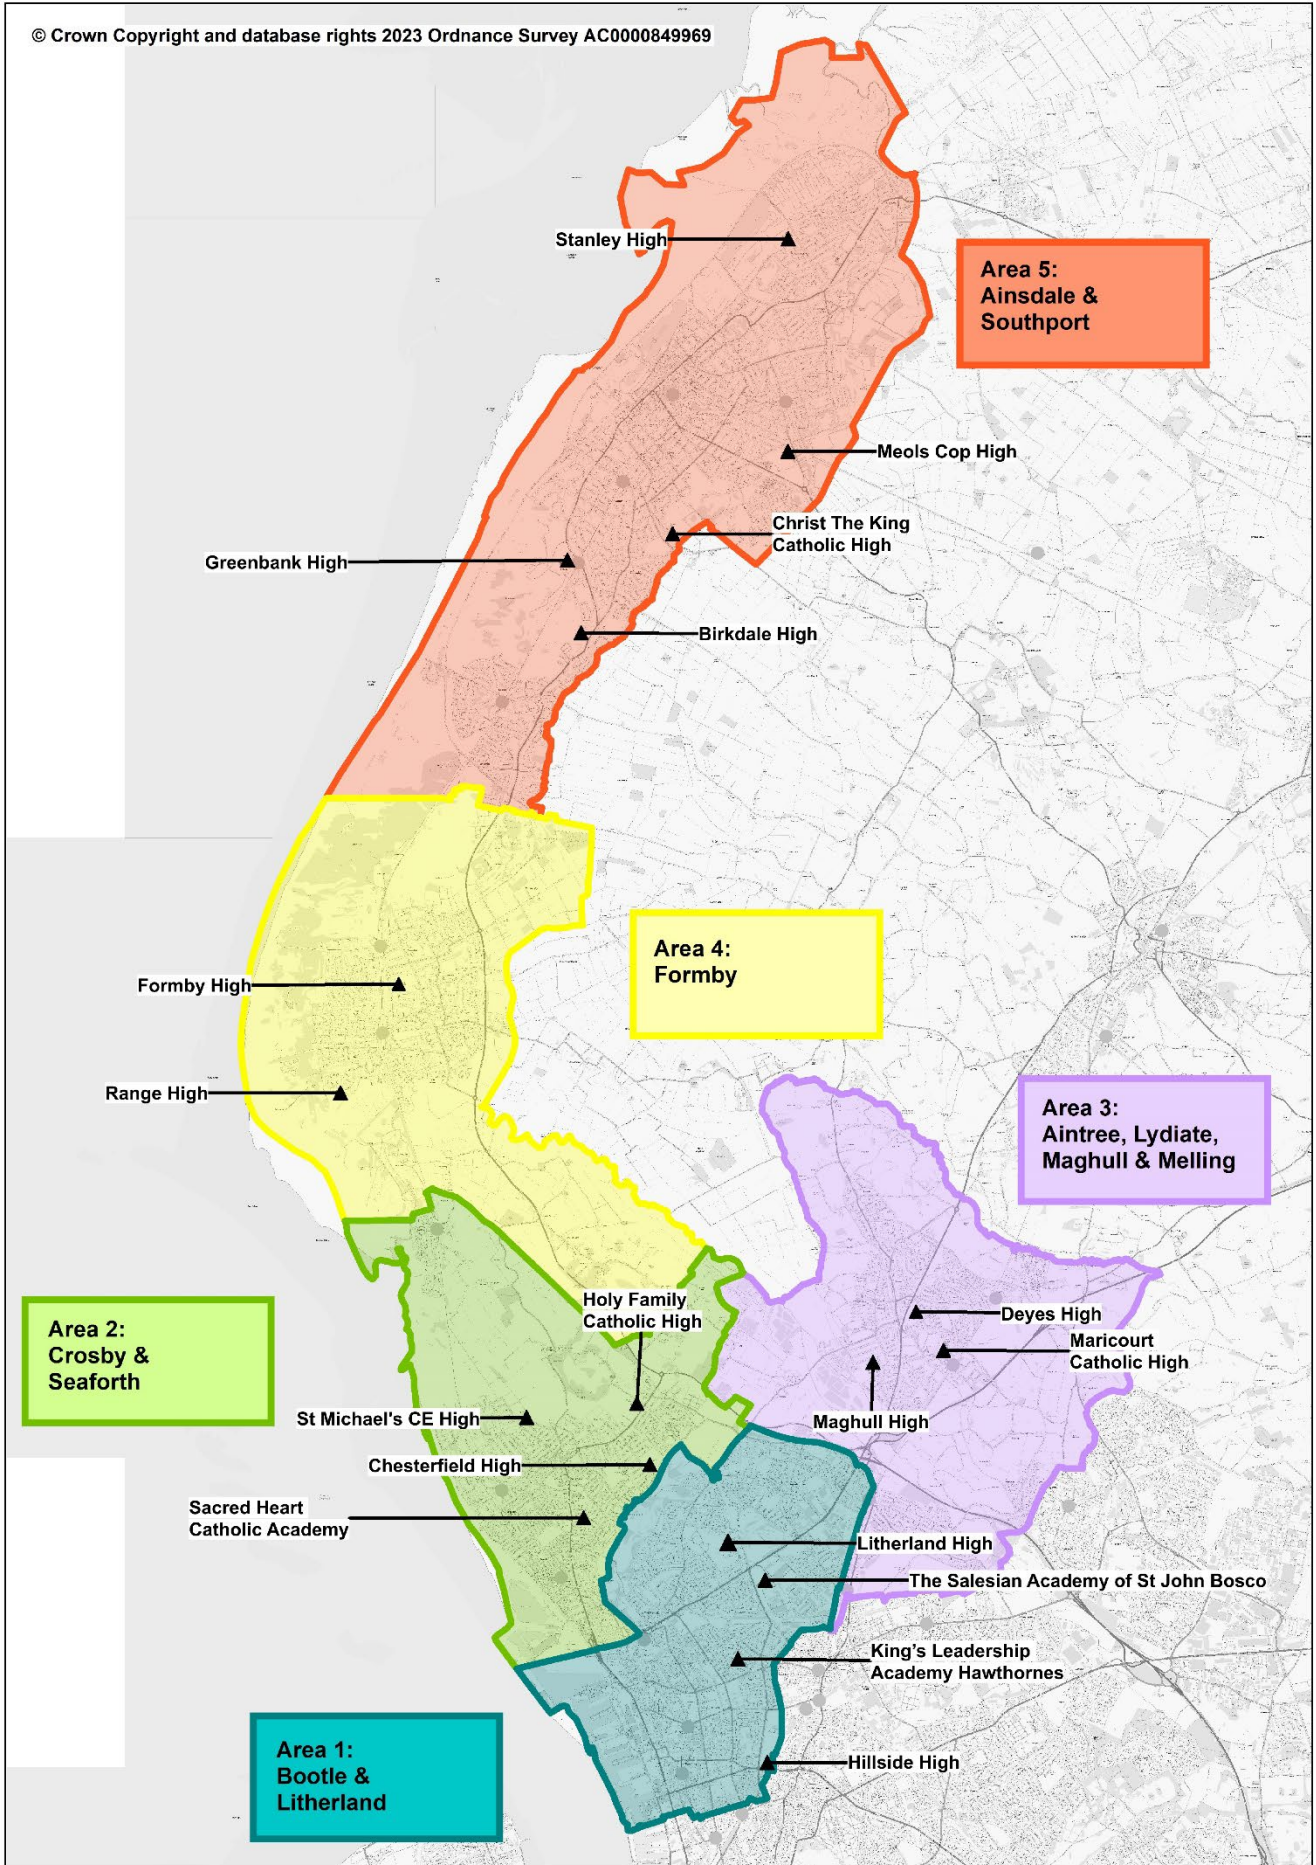 © Crown Copyright and database rights 2023 Ordnance Survey AC0000849969
Stanley High
Area 5:
Ainsdale &
Southport
Meols Cop High
Christ The King
Catholic High
Greenbank High
Birkdale High
Area 4:
Formby
Formby High
Range High
Area 3:
Aintree, Lydiate,
Maghull & Melling
Holy Family
Catholic High
Deyes High
Area 2:
Crosby &
Seaforth
Maricourt
Catholic High
St Michael's CE High
Maghull High
Chesterfield High
Sacred Heart
Catholic Academy
Litherland High
The Salesian Academy of St John Bosco
King’s Leadership
Academy Hawthornes
Area 1:
Bootle &
Litherland
Hillside High